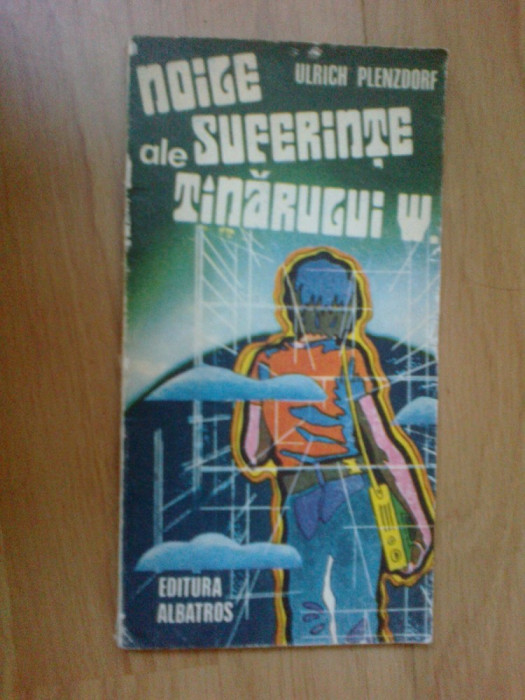 NOILE
ULRICH PLENZDORF
ale SUFERINȚE
TÎNĂRULUI W.
EDITURA
ALBATROS